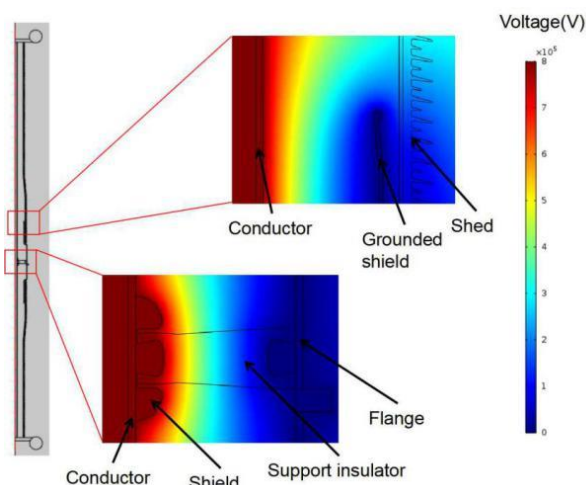 Voltage(V)
×10⁵
8
7
6
5
4
3
2
1
0
Conductor
Grounded
shield
Shed
Flange
Support insulator
Conductor
Shield